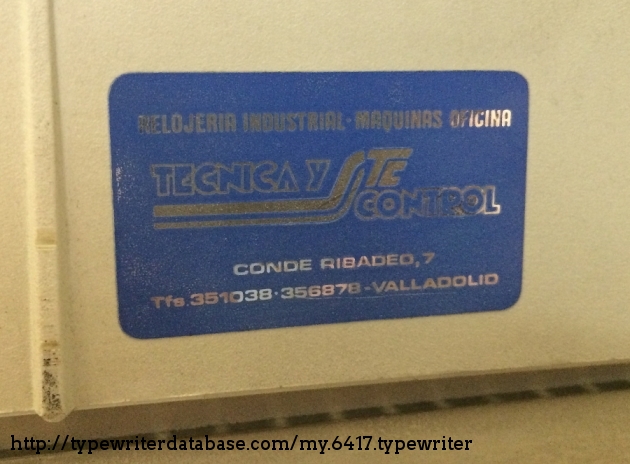 RELOJERIA INDUSTRIAL · MAQUINAS OFICINA
TECNICA Y TE
CONTROL
CONDE RIBADEO, 7
Tfs. 351038 · 356878 - VALLADOLID
http://typewriterdatabase.com/my.6417.typewriter